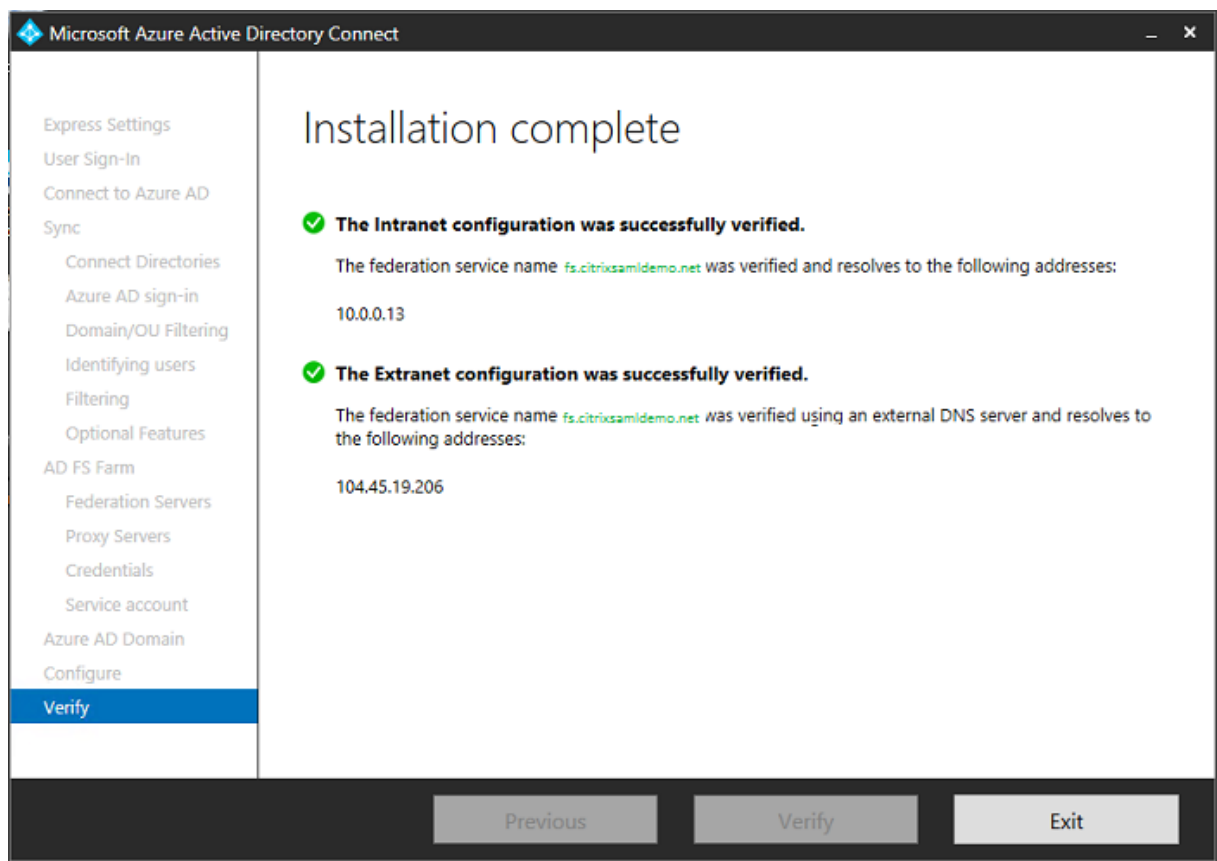 Microsoft Azure Active Directory Connect
Express Settings
User Sign-In
Connect to Azure AD
Sync
Connect Directories
Azure AD sign-in
Domain/OU Filtering
Identifying users
Filtering
Optional Features
AD FS Farm
Federation Servers
Proxy Servers
Credentials
Service account
Azure AD Domain
Configure
Verify
Installation complete
The Intranet configuration was successfully verified.
The federation service name fs.citrixsamldemo.net was verified and resolves to the following addresses:
10.0.0.13
The Extranet configuration was successfully verified.
The federation service name fs.citrixsamldemo.net was verified using an external DNS server and resolves to
the following addresses:
104.45.19.206
Previous
Verify
Exit